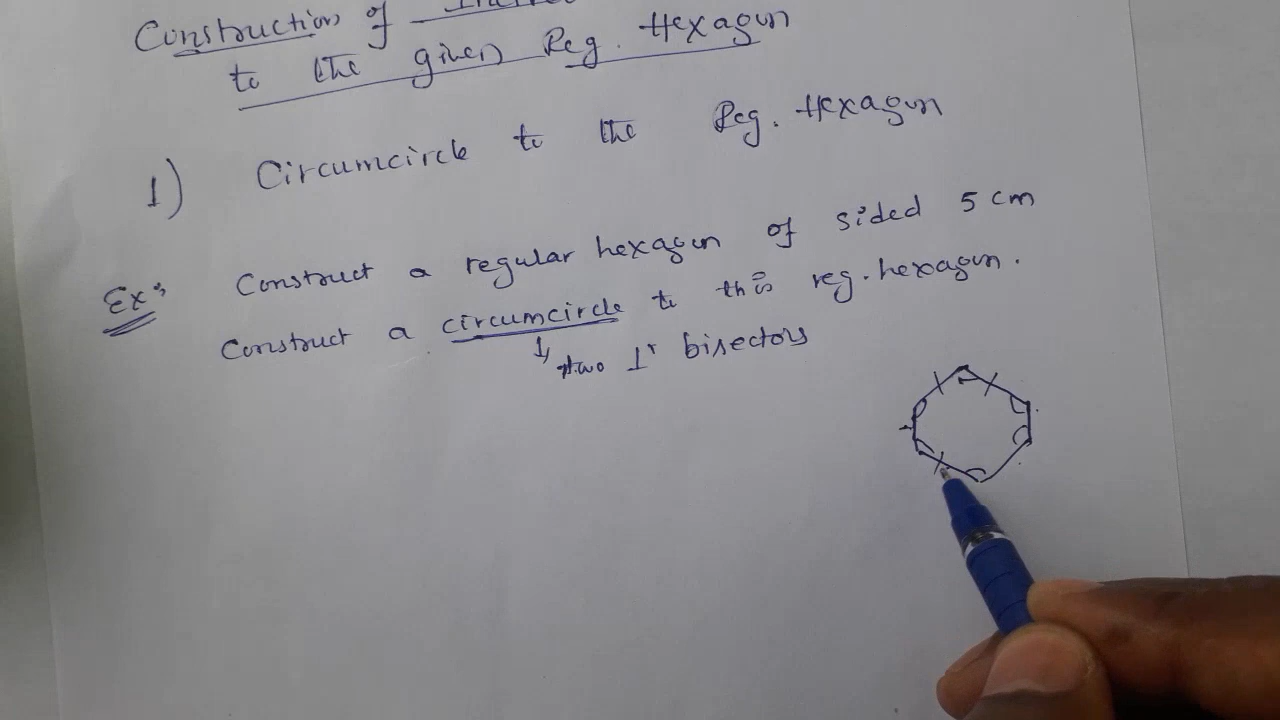 Construction of
to the given Reg. Hexagon
1) Circumcircle to the Reg. Hexagon
Ex: Construct a regular hexagon of sided 5 cm
Construct a circumcircle to this reg. hexagon.
↳ two ⊥r bisectors